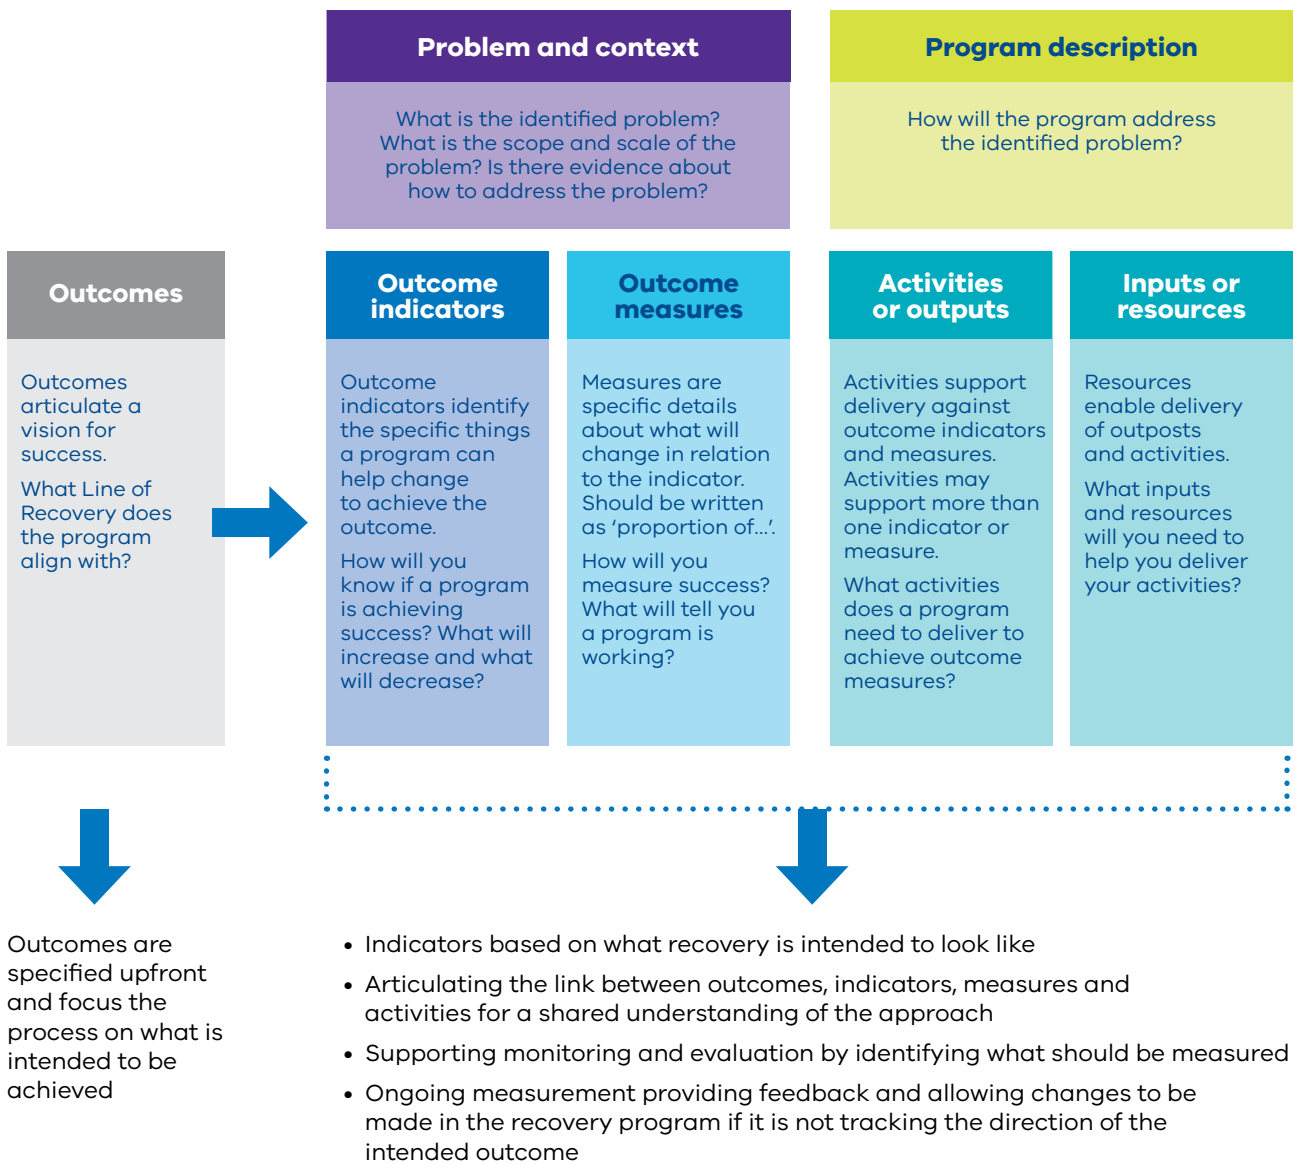 Problem and context
What is the identified problem?
What is the scope and scale of the
problem? Is there evidence about
how to address the problem?
Program description
How will the program address
the identified problem?
Outcomes
Outcomes
articulate a
vision for
success.
What Line of
Recovery does
the program
align with?
Outcome
indicators
Outcome
indicators identify
the specific things
a program can
help change
to achieve the
outcome.
How will you
know if a program
is achieving
success? What will
increase and what
will decrease?
Outcome
measures
Measures are
specific details
about what will
change in relation
to the indicator.
Should be written
as ‘proportion of...’.
How will you
measure success?
What will tell you
a program is
working?
Activities
or outputs
Activities support
delivery against
outcome indicators
and measures.
Activities may
support more than
one indicator or
measure.
What activities
does a program
need to deliver to
achieve outcome
measures?
Inputs or
resources
Resources
enable delivery
of outposts
and activities.
What inputs
and resources
will you need to
help you deliver
your activities?
Outcomes are
specified upfront
and focus the
process on what is
intended to be
achieved
• Indicators based on what recovery is intended to look like
• Articulating the link between outcomes, indicators, measures and
activities for a shared understanding of the approach
• Supporting monitoring and evaluation by identifying what should be measured
• Ongoing measurement providing feedback and allowing changes to be
made in the recovery program if it is not tracking the direction of the
intended outcome